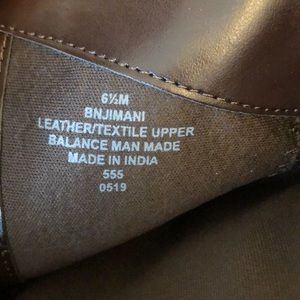 6½M
BNJIMANI
LEATHER/TEXTILE UPPER
BALANCE MAN MADE
MADE IN INDIA
555
0519